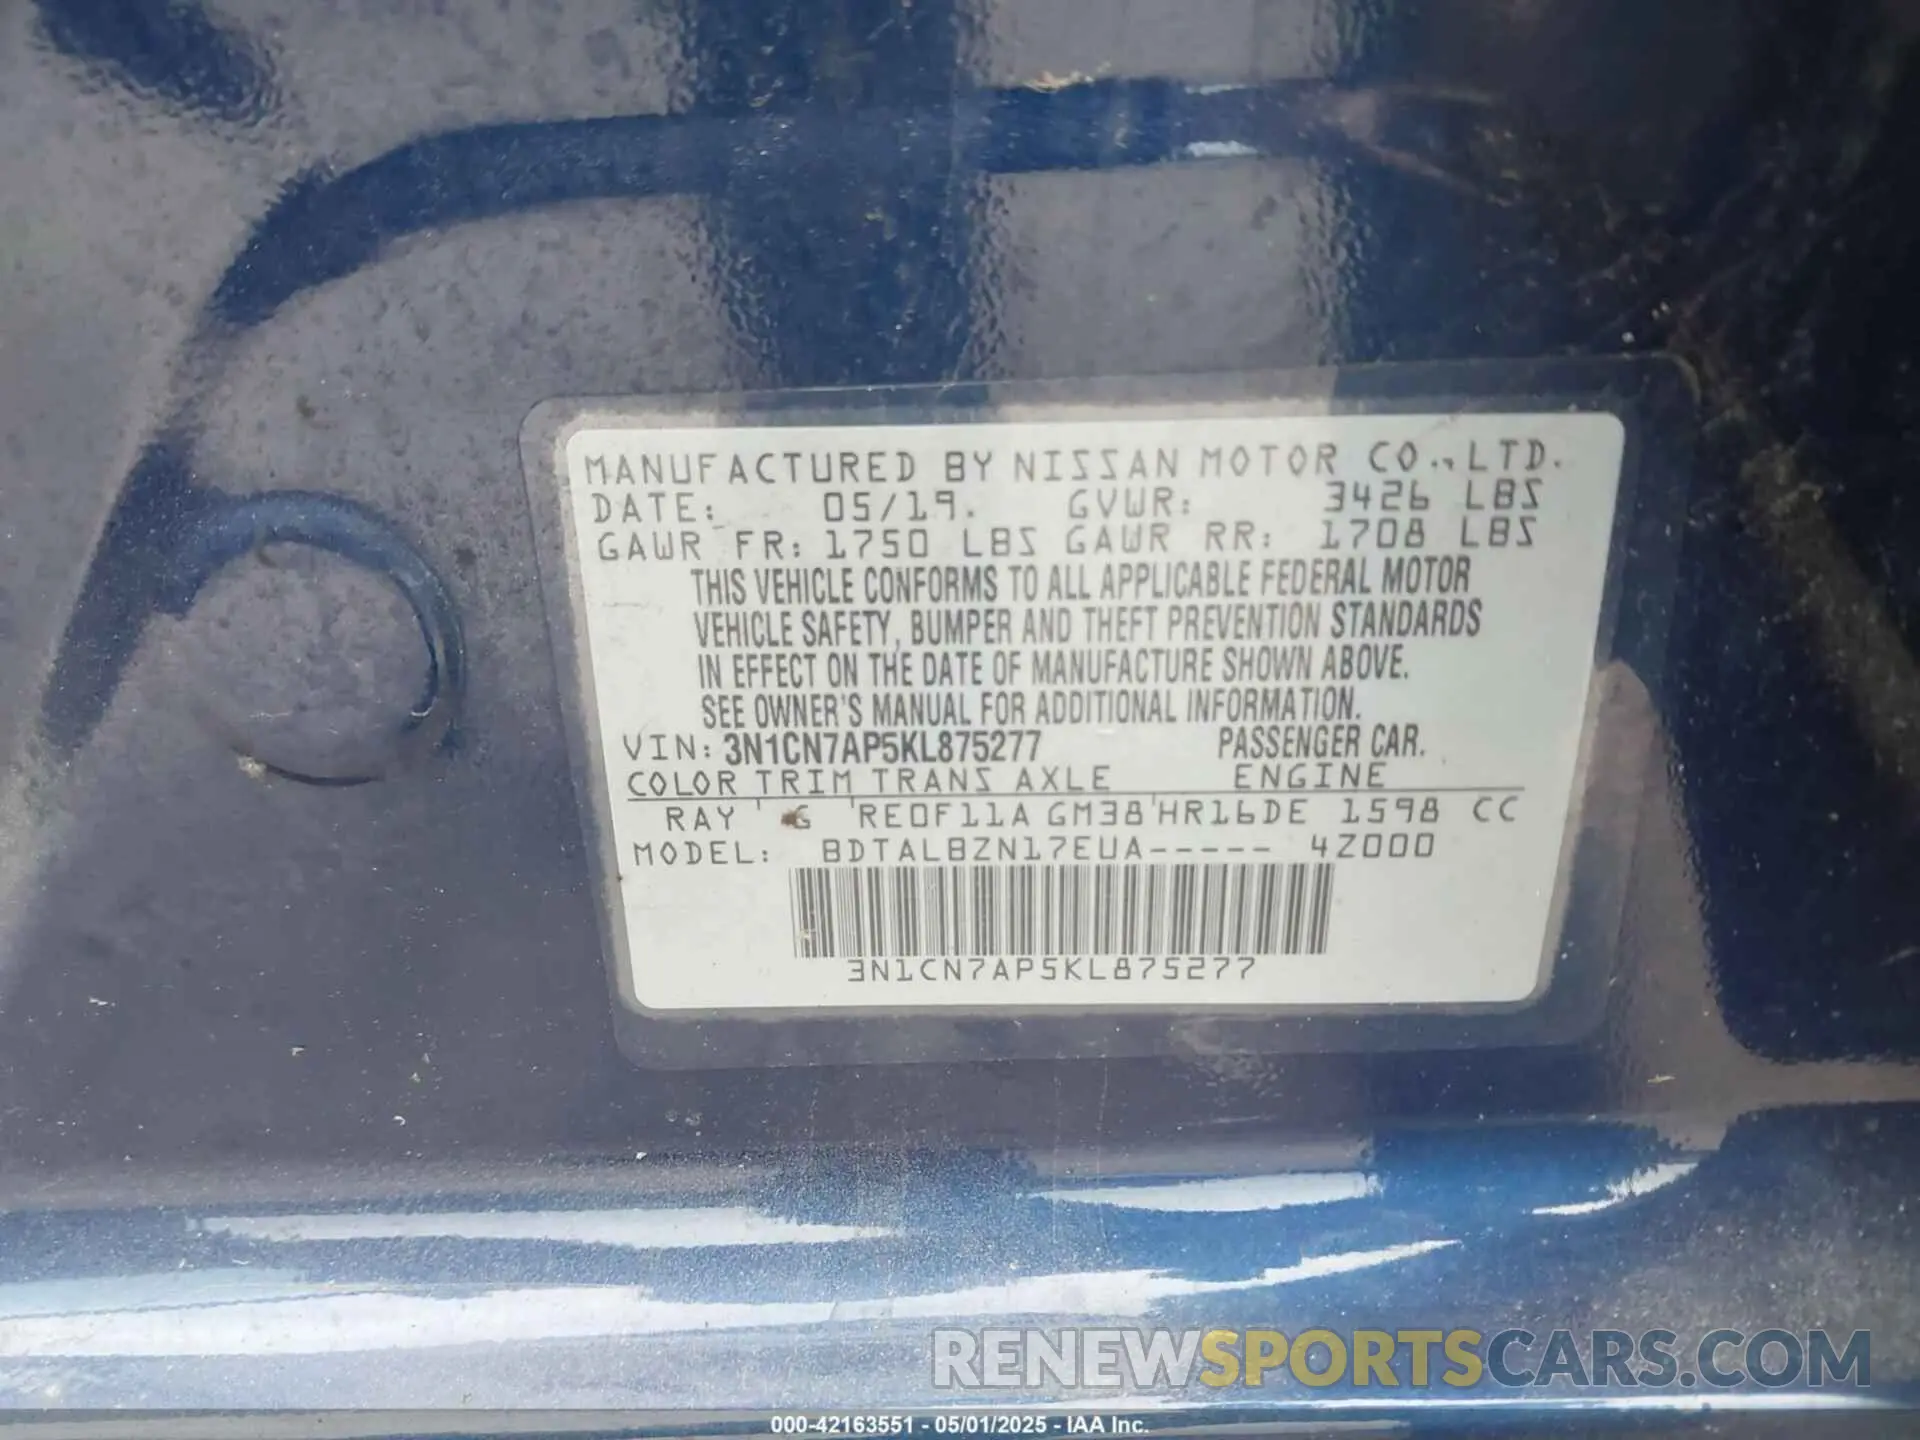 MANUFACTURED BY NISSAN MOTOR CO., LTD.
DATE: 05/19. GVWR: 3426 LBS
GAWR FR: 1750 LBS GAWR RR: 1708 LBS
THIS VEHICLE CONFORMS TO ALL APPLICABLE FEDERAL MOTOR
VEHICLE SAFETY, BUMPER AND THEFT PREVENTION STANDARDS
IN EFFECT ON THE DATE OF MANUFACTURE SHOWN ABOVE.
SEE OWNER'S MANUAL FOR ADDITIONAL INFORMATION.
VIN: 3N1CN7AP5KL875277 PASSENGER CAR.
COLOR TRIM TRANS AXLE ENGINE
RAY ' G 'RE0F11A GM38'HR16DE 1598 CC
MODEL: BDTALBZN17EUA----- 4Z000
3N1CN7AP5KL875277
RENEWSPORTSCARS.COM
000-42163551 - 05/01/2025 - IAA Inc.